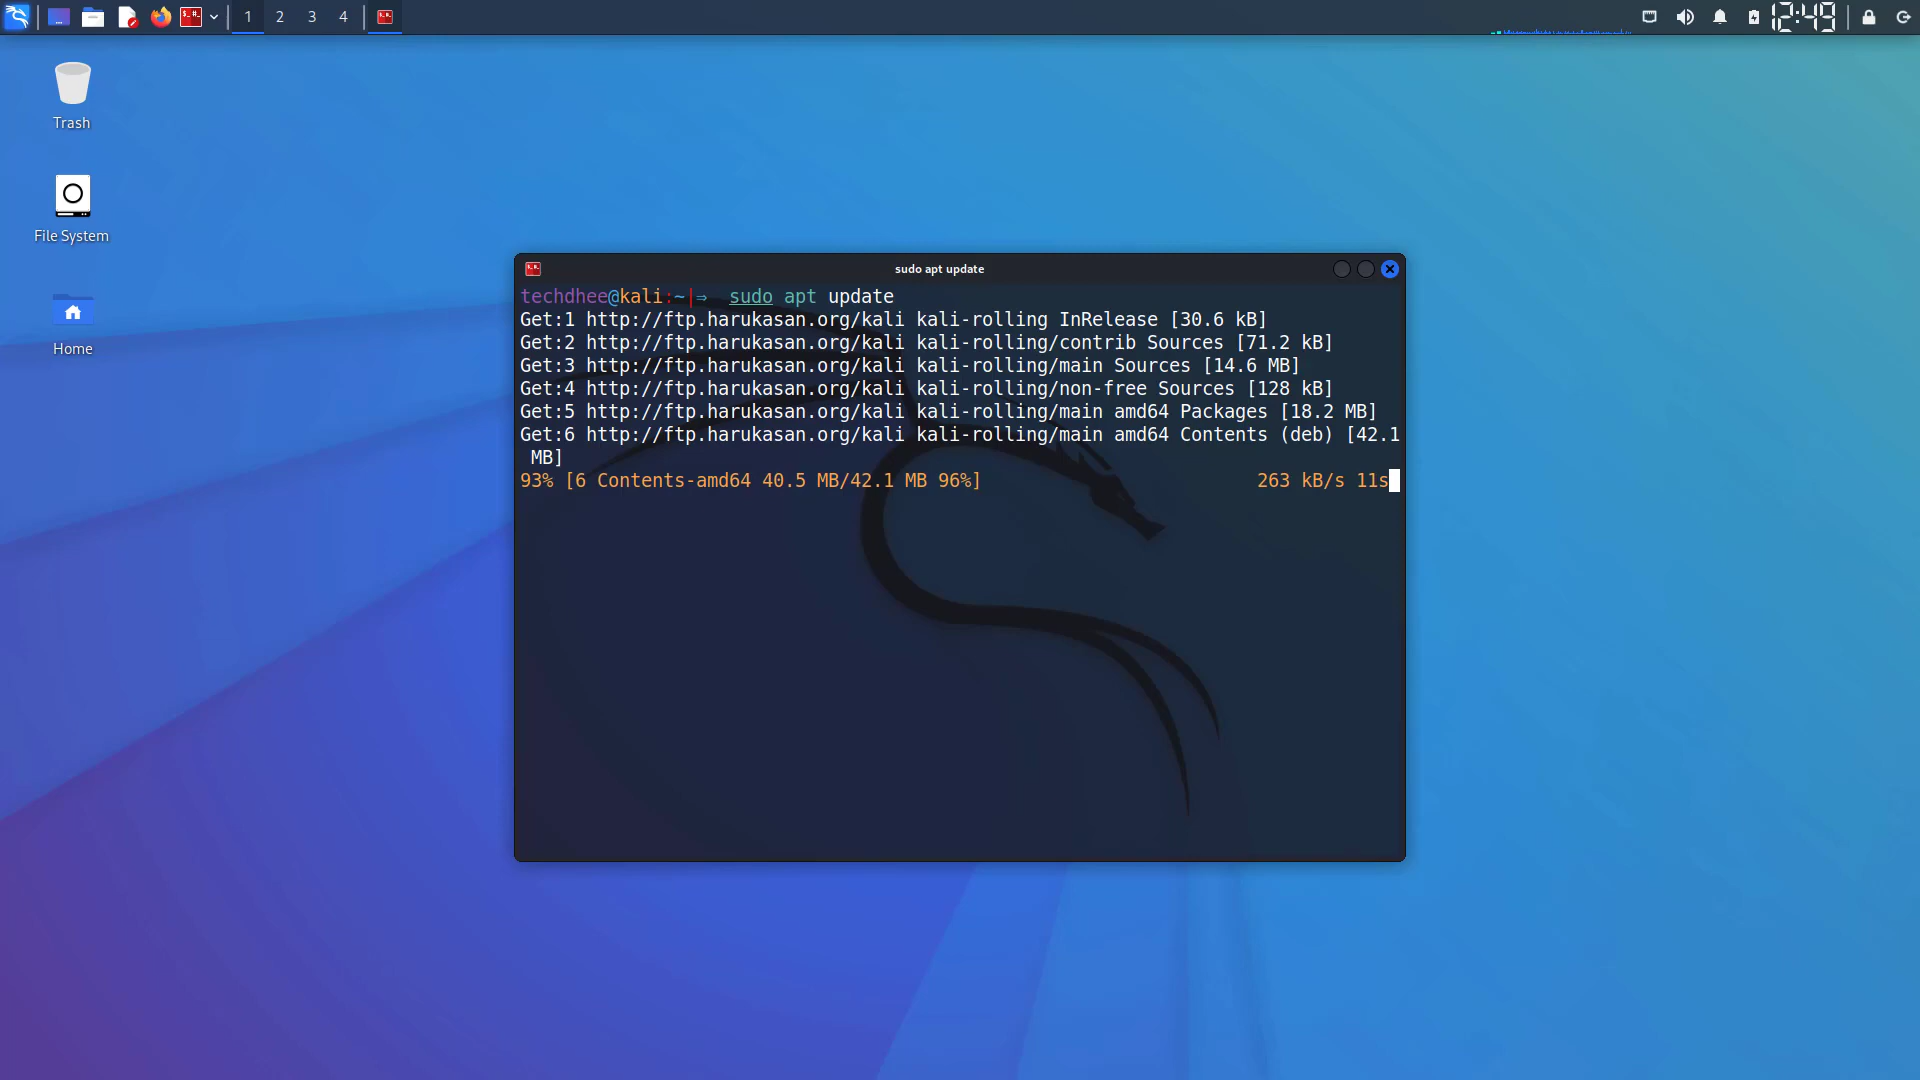 1 2 3 4
12:49
Trash
File System
Home
sudo apt update
techdhee@kali:~|⇒ sudo apt update
Get:1 http://ftp.harukasan.org/kali kali-rolling InRelease [30.6 kB]
Get:2 http://ftp.harukasan.org/kali kali-rolling/contrib Sources [71.2 kB]
Get:3 http://ftp.harukasan.org/kali kali-rolling/main Sources [14.6 MB]
Get:4 http://ftp.harukasan.org/kali kali-rolling/non-free Sources [128 kB]
Get:5 http://ftp.harukasan.org/kali kali-rolling/main amd64 Packages [18.2 MB]
Get:6 http://ftp.harukasan.org/kali kali-rolling/main amd64 Contents (deb) [42.1
MB]
93% [6 Contents-amd64 40.5 MB/42.1 MB 96%] 263 kB/s 11s